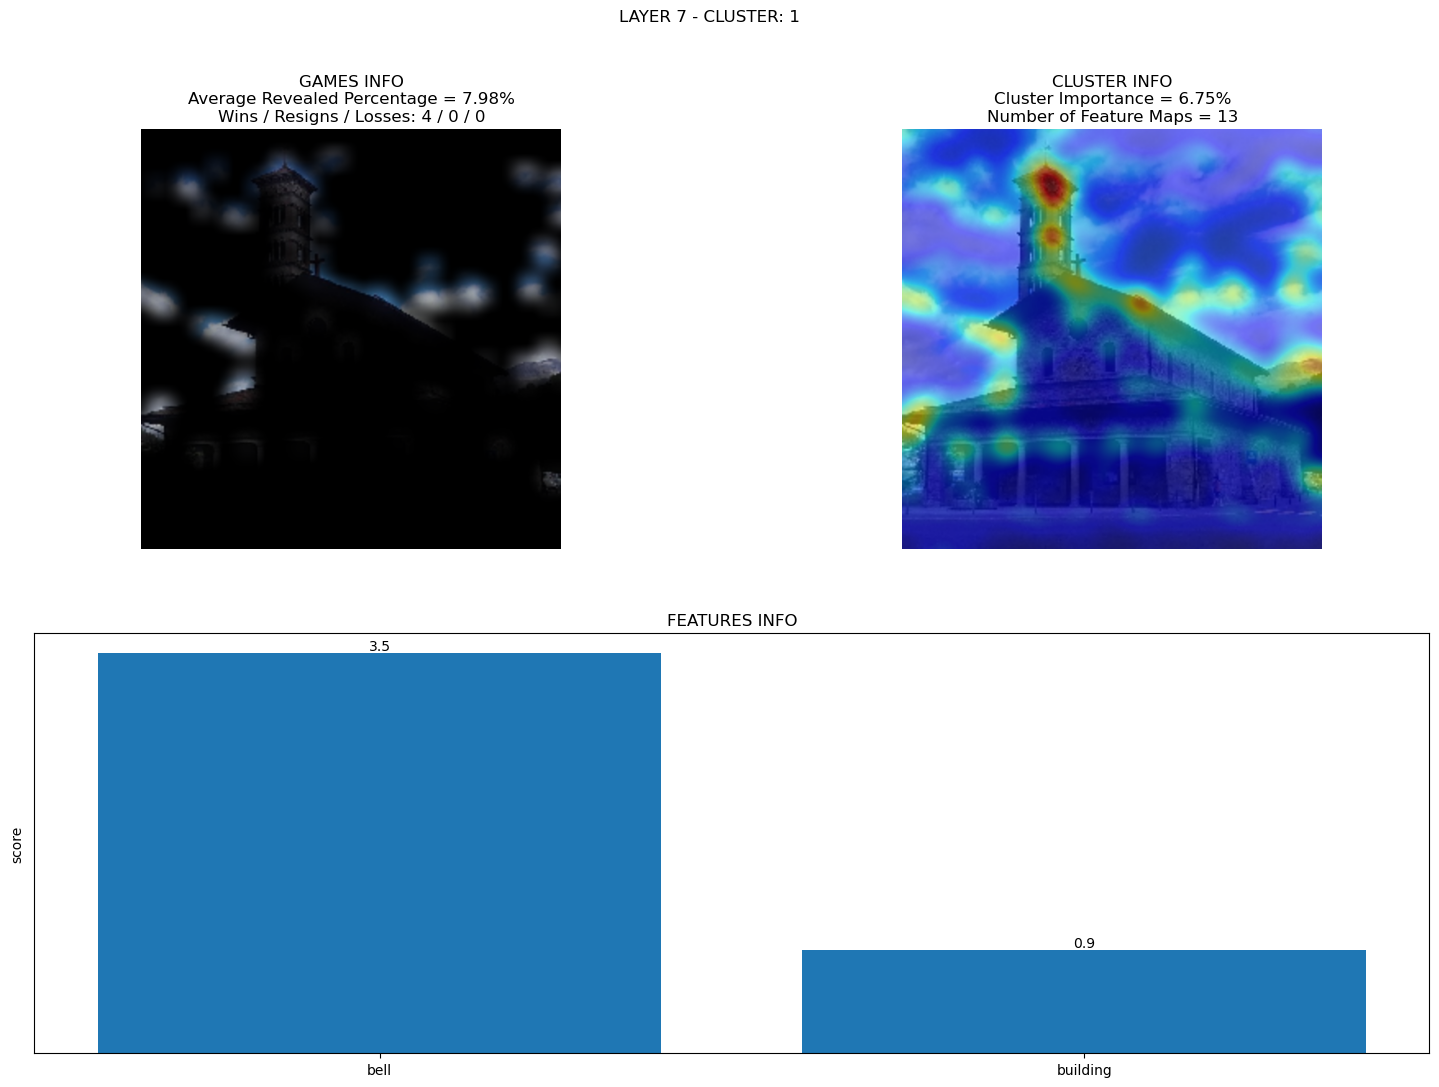 LAYER 7 - CLUSTER: 1
GAMES INFO
Average Revealed Percentage = 7.98%
Wins / Resigns / Losses: 4 / 0 / 0
CLUSTER INFO
Cluster Importance = 6.75%
Number of Feature Maps = 13
FEATURES INFO
score
3.5
0.9
bell
building